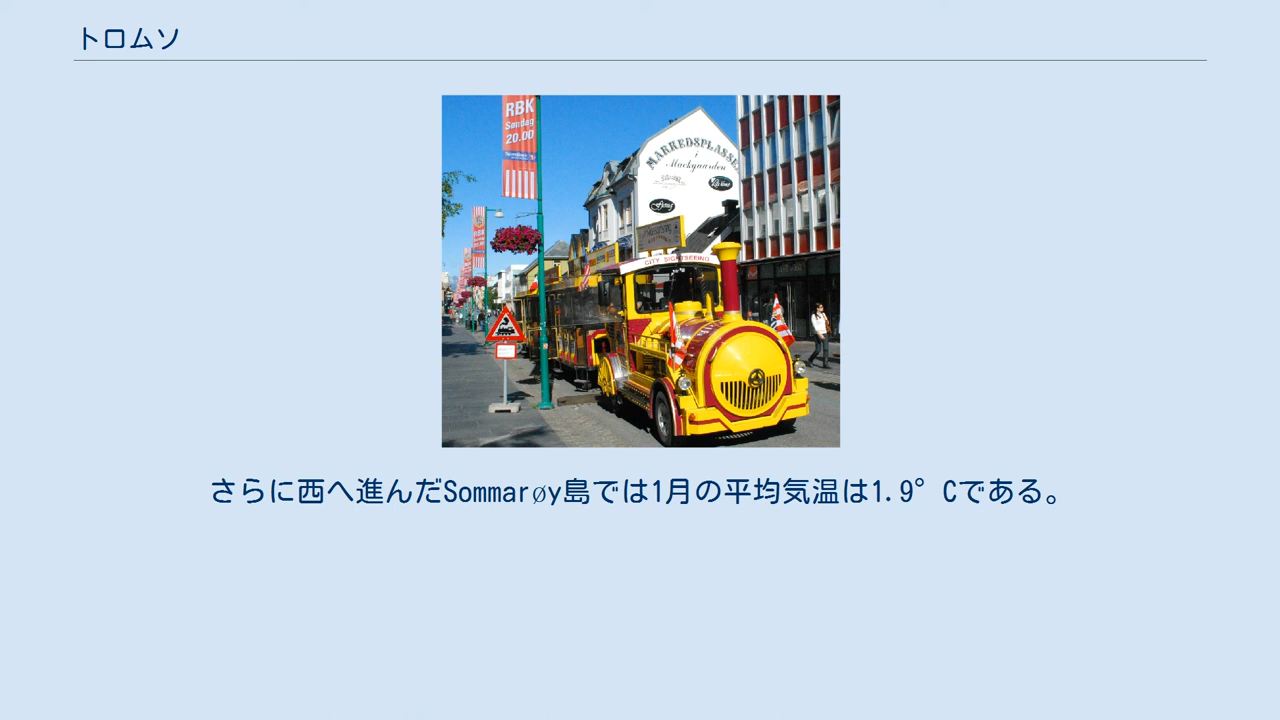 トロムソ
RBK
Søndag
20.00
MARKEDSPLASSEN
i
Mackgaarden
CITY SIGHTSEEING
さらに西へ進んだSommarøy島では1月の平均気温は1.9°Cである。